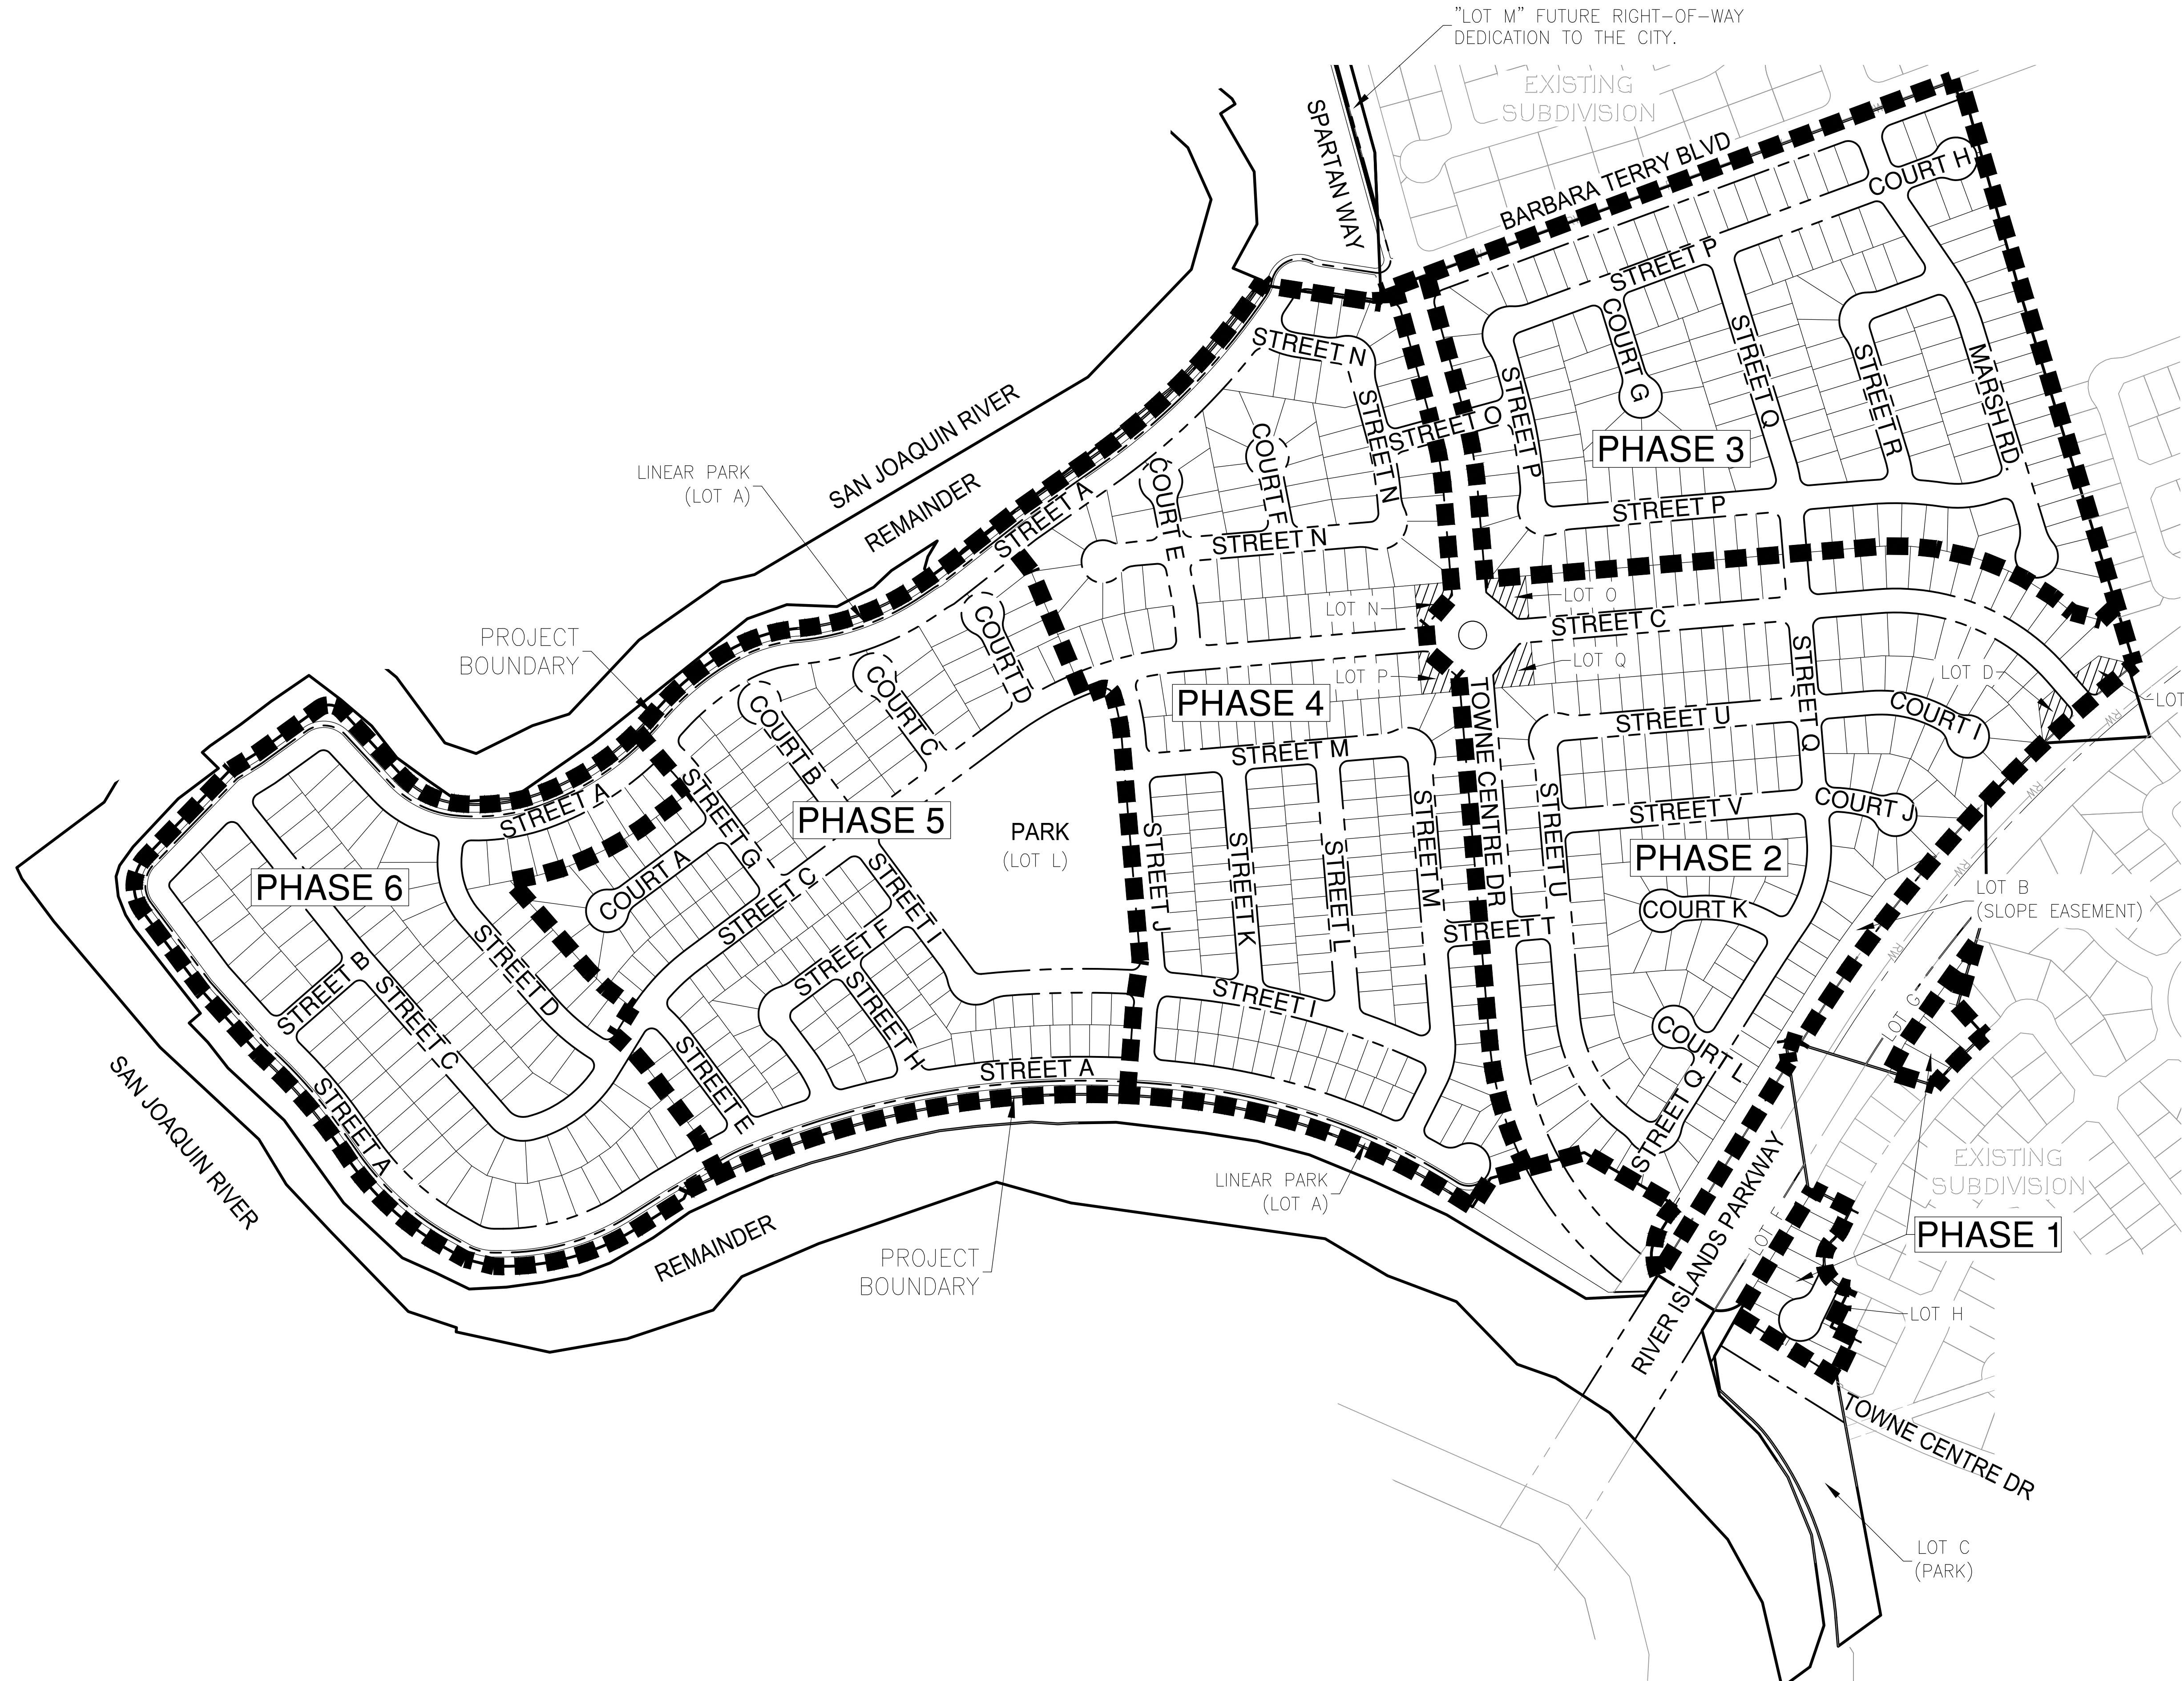 "LOT M" FUTURE RIGHT-OF-WAY
DEDICATION TO THE CITY.
EXISTING
SUBDIVISION
SPARTAN WAY
BARBARA TERRY BLVD
COURT H
STREET P
STREET N
COURT G
STREET Q
STREET R
MARSH RD.
STREET P
STREET O
STREET N
PHASE 3
SAN JOAQUIN RIVER
REMAINDER
LINEAR PARK
(LOT A)
STREET A
COURT E
COURT F
STREET N
STREET P
LOT N
LOT O
STREET C
LOT P
LOT Q
STREET Q
LOT D
LOT
PROJECT
BOUNDARY
COURT D
COURT C
COURT B
PHASE 4
TOWNE CENTRE DR
STREET U
COURT I
STREET M
STREET A
STREET G
PHASE 5
PARK
(LOT L)
STREET J
STREET K
STREET L
STREET M
STREET U
STREET V
COURT J
PHASE 2
RW
RW
RW
PHASE 6
COURT A
STREET C
STREET I
STREET F
STREET H
STREET D
STREET B
STREET C
STREET T
COURT K
LOT B
(SLOPE EASEMENT)
LOT G
STREET I
COURT L
STREET Q
STREET E
STREET A
STREET A
SAN JOAQUIN RIVER
REMAINDER
PROJECT
BOUNDARY
LINEAR PARK
(LOT A)
RIVER ISLANDS PARKWAY
LOT F
EXISTING
SUBDIVISION
PHASE 1
LOT H
TOWNE CENTRE DR
LOT C
(PARK)